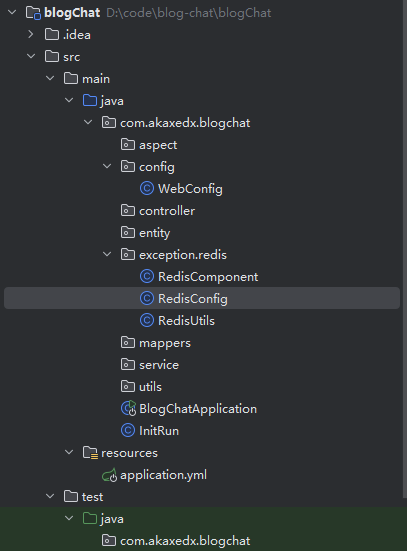 blogChat D:\code\blog-chat\blogChat
.idea
src
main
java
com.akaxedx.blogchat
aspect
config
WebConfig
controller
entity
exception.redis
RedisComponent
RedisConfig
RedisUtils
mappers
service
utils
BlogChatApplication
InitRun
resources
application.yml
test
java
com.akaxedx.blogchat